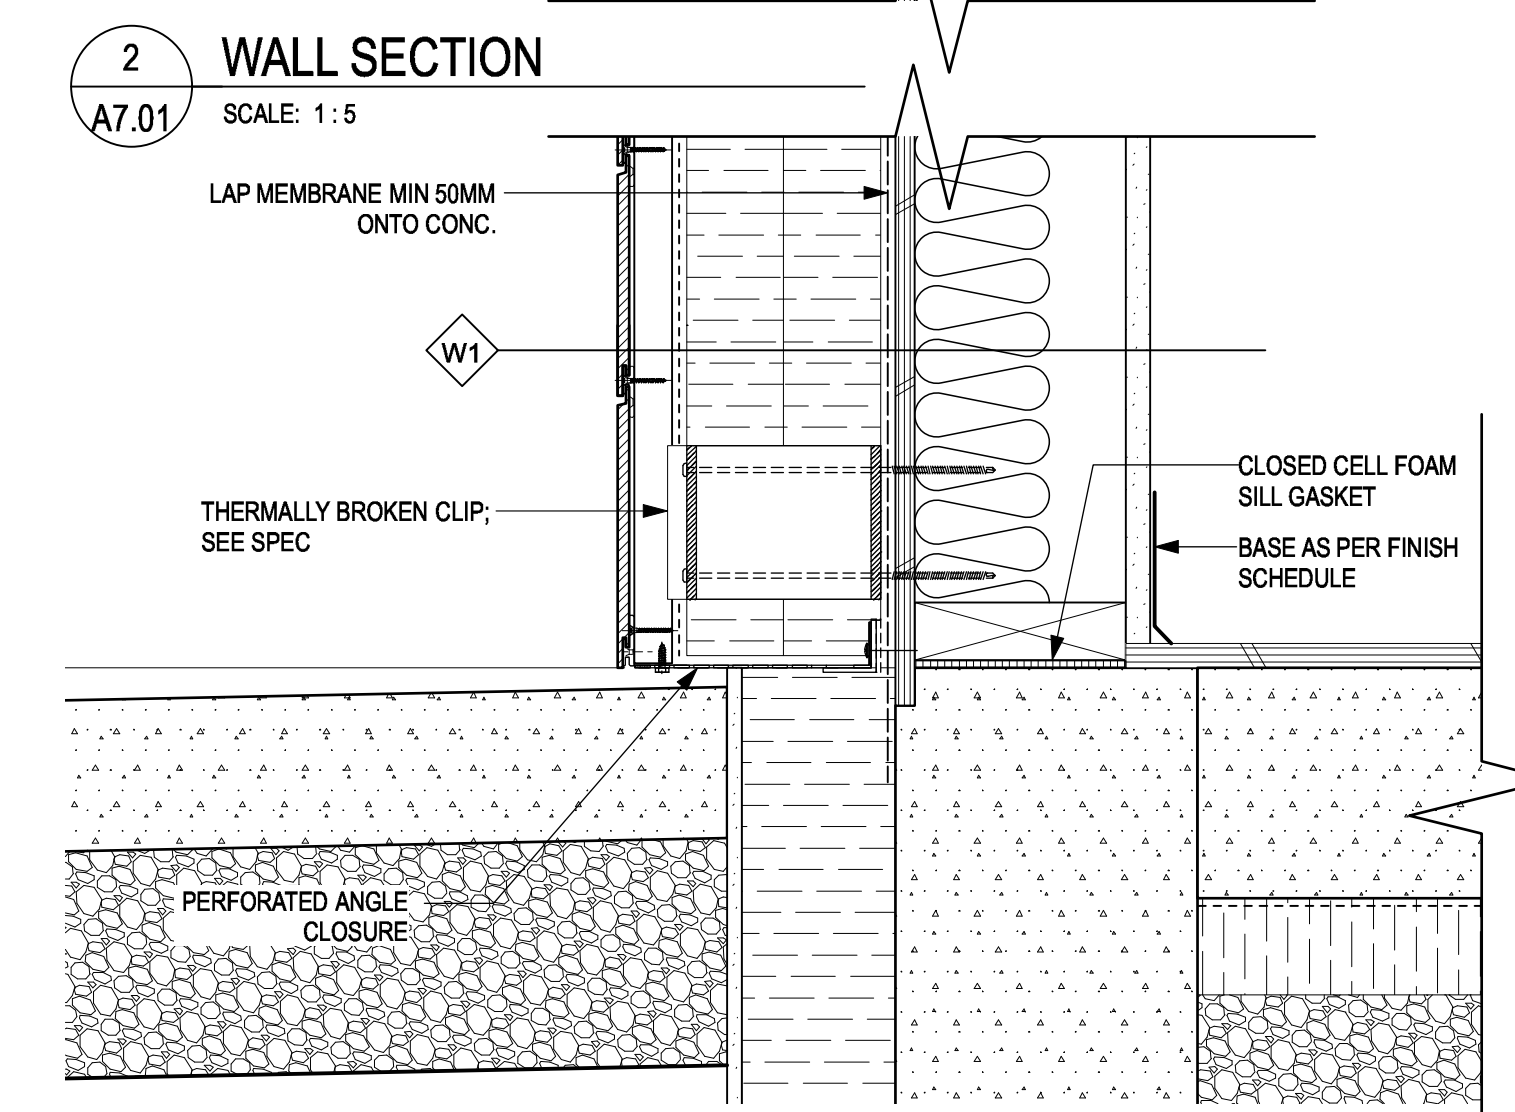 2
WALL SECTION
A7.01
SCALE: 1 : 5
LAP MEMBRANE MIN 50MM
ONTO CONC.
W1
CLOSED CELL FOAM
SILL GASKET
THERMALLY BROKEN CLIP;
SEE SPEC
BASE AS PER FINISH
SCHEDULE
PERFORATED ANGLE
CLOSURE